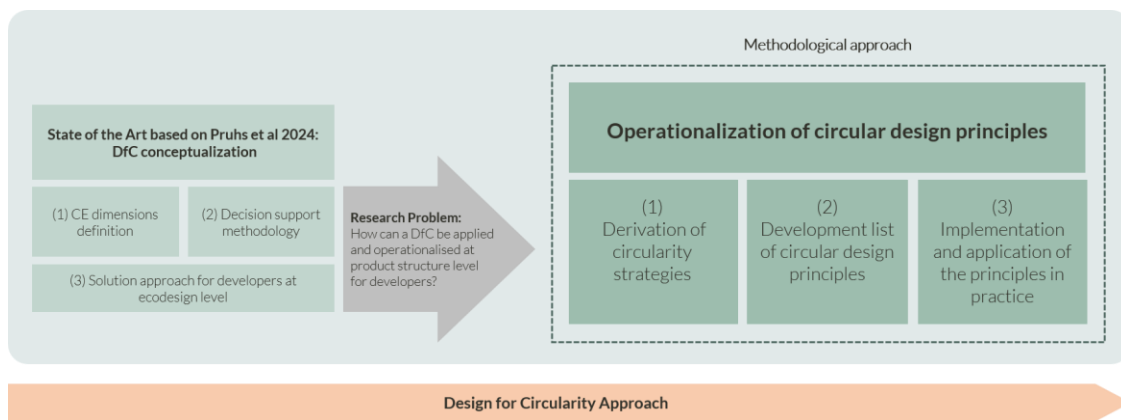 Methodological approach
State of the Art based on Pruhs et al 2024:
DfC conceptualization
(1) CE dimensions
definition
(2) Decision support
methodology
(3) Solution approach for developers at
ecodesign level
Research Problem:
How can a DfC be applied
and operationalised at
product structure level
for developers?
Operationalization of circular design principles
(1)
Derivation of
circularity
strategies
(2)
Development list
of circular design
principles
(3)
Implementation
and application of
the principles in
practice
Design for Circularity Approach